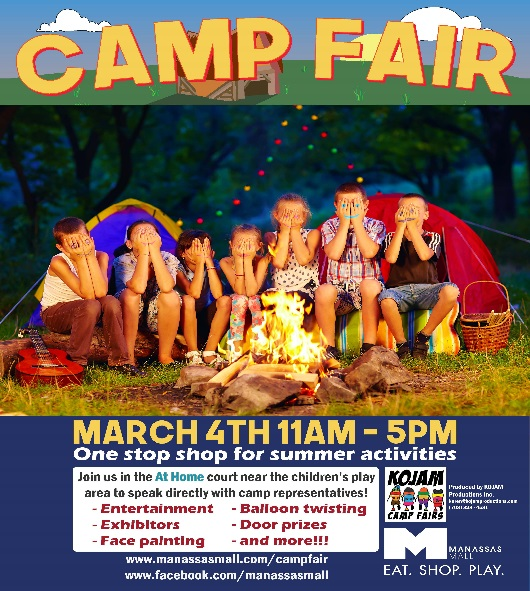 CAMP FAIR
MARCH 4TH 11AM - 5PM
One stop shop for summer activities
Join us in the At Home court near the children's play
area to speak directly with camp representatives!
- Entertainment
- Exhibitors
- Face painting
- Balloon twisting
- Door prizes
- and more!!!
www.manassasmall.com/campfair
www.facebook.com/manassasmall
KOJAM
CAMP FAIRS
Produced by KOJAM
Productions Inc.
MANASSAS
MALL
EAT. SHOP. PLAY.